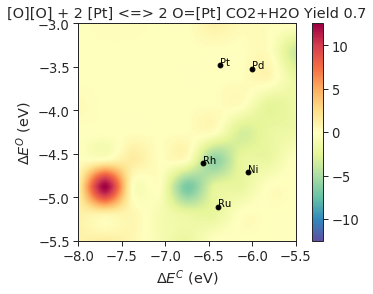 [O][O] + 2 [Pt] <=> 2 O=[Pt] CO2+H2O Yield 0.7
−3.0
−3.5
−4.0
−4.5
−5.0
−5.5
ΔE^O (eV)
Pt
Pd
Rh
Ni
Ru
−8.0 −7.5 −7.0 −6.5 −6.0 −5.5
ΔE^C (eV)
10
5
0
−5
−10